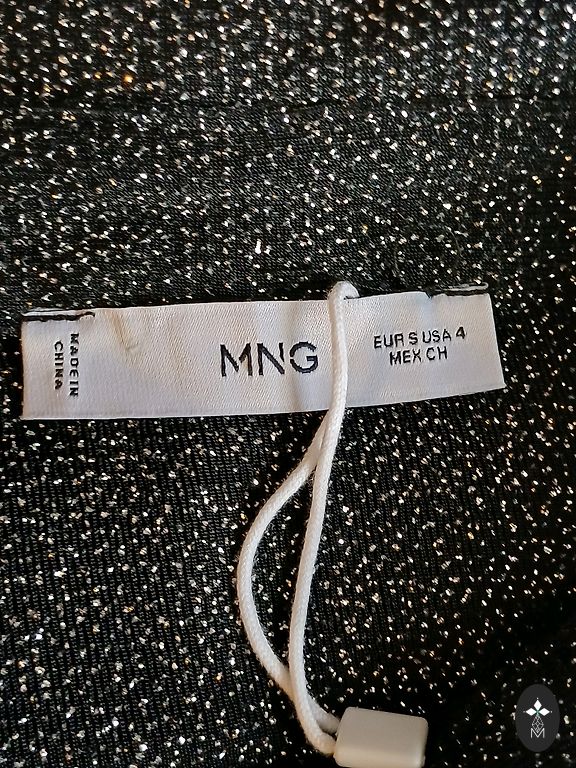 MADE IN
CHINA
MNG
EUR S USA 4
MEX CH
M